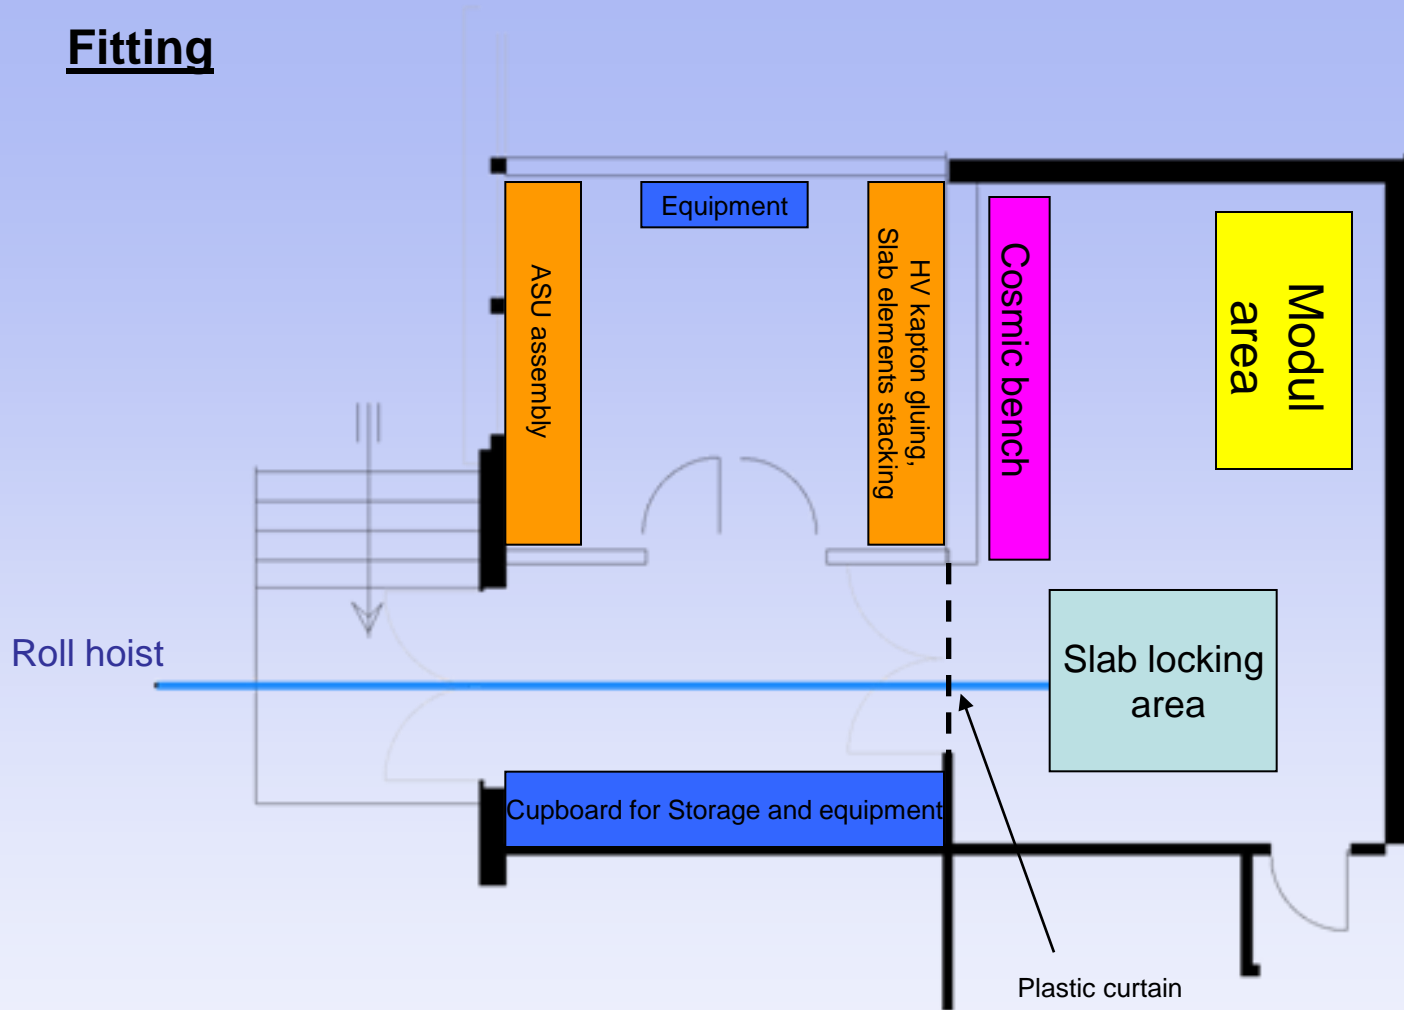 Fitting
Equipment
ASU assembly
HV kapton gluing,
Slab elements stacking
Cosmic bench
Modul
area
Roll hoist
Slab locking
area
Cupboard for Storage and equipment
Plastic curtain